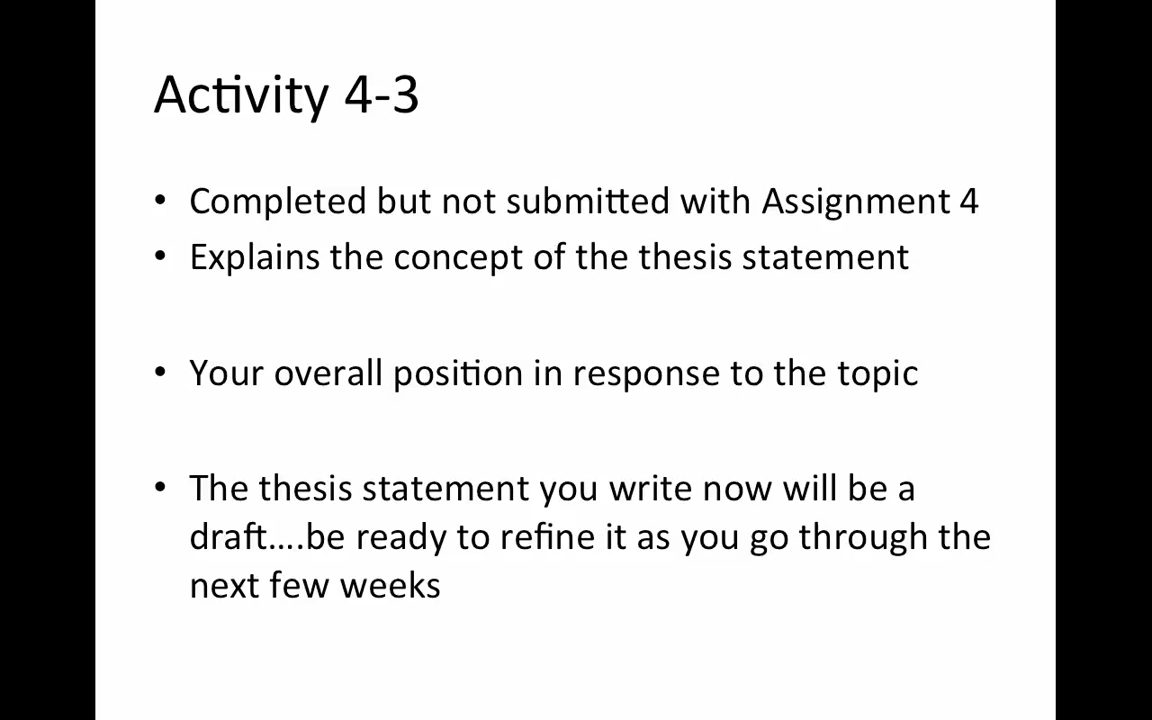 Activity 4-3
• Completed but not submitted with Assignment 4
• Explains the concept of the thesis statement
• Your overall position in response to the topic
• The thesis statement you write now will be a
draft....be ready to refine it as you go through the
next few weeks